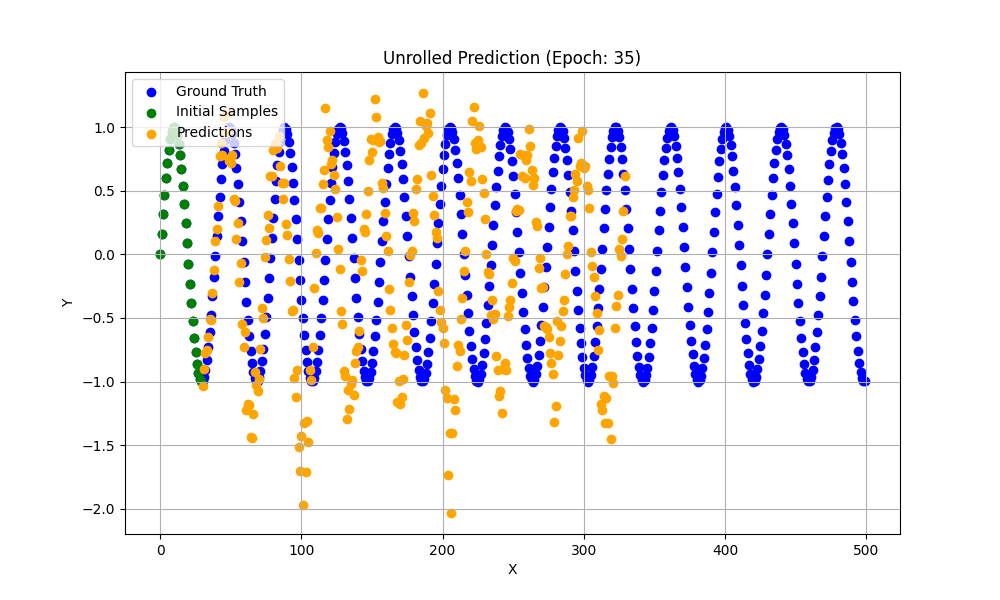 Unrolled Prediction (Epoch: 35)
Ground Truth
Initial Samples
Predictions
1.0
0.5
0.0
−0.5
−1.0
−1.5
−2.0
Y
0 100 200 300 400 500
X